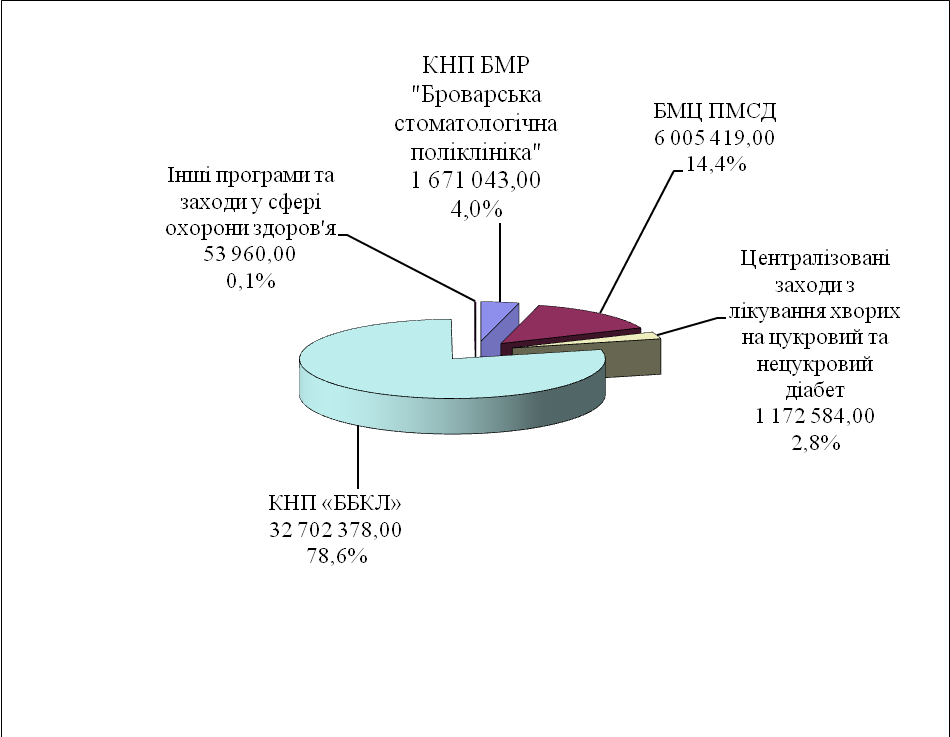 КНП БМР
"Броварська
стоматологічна
поліклініка"
1 671 043,00
4,0%
БМЦ ПМСД
6 005 419,00
14,4%
Інші програми та
заходи у сфері
охорони здоров'я
53 960,00
0,1%
Централізовані
заходи з
лікування хворих
на цукровий та
нецукровий
діабет
1 172 584,00
2,8%
КНП «ББКЛ»
32 702 378,00
78,6%